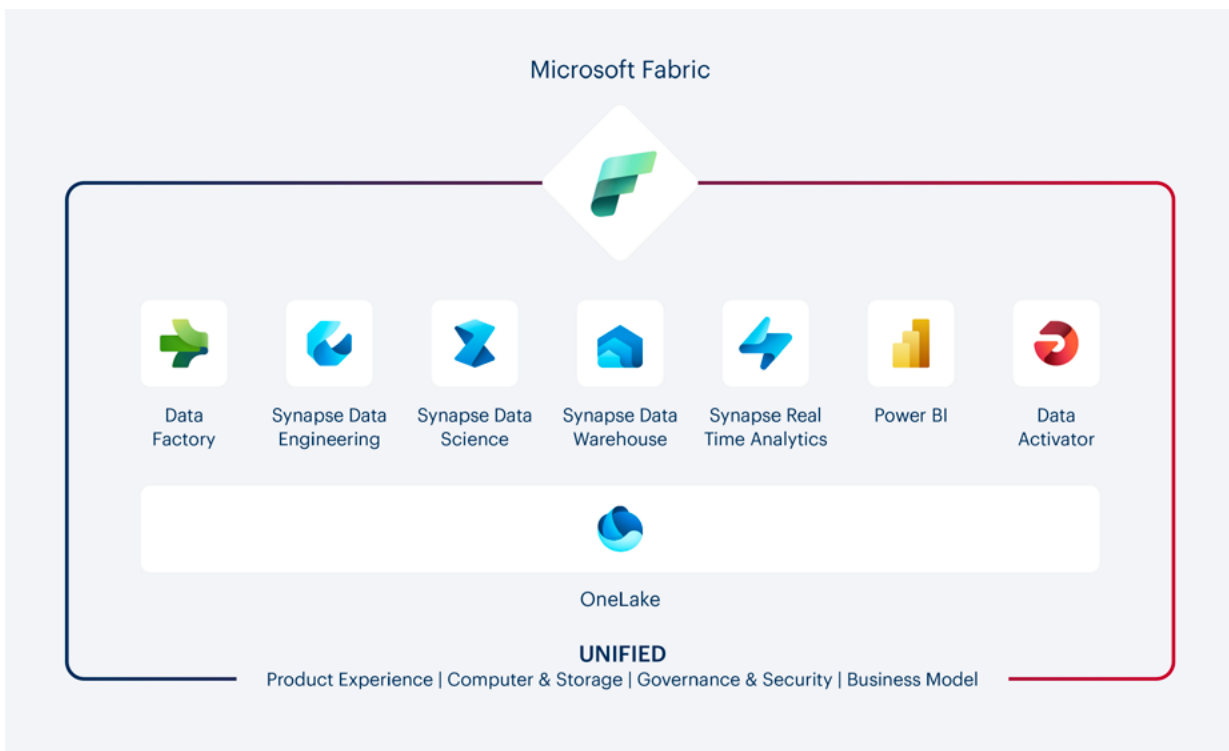 Microsoft Fabric
Data
Factory
Synapse Data
Engineering
Synapse Data
Science
Synapse Data
Warehouse
Synapse Real
Time Analytics
Power BI
Data
Activator
OneLake
UNIFIED
Product Experience | Computer & Storage | Governance & Security | Business Model